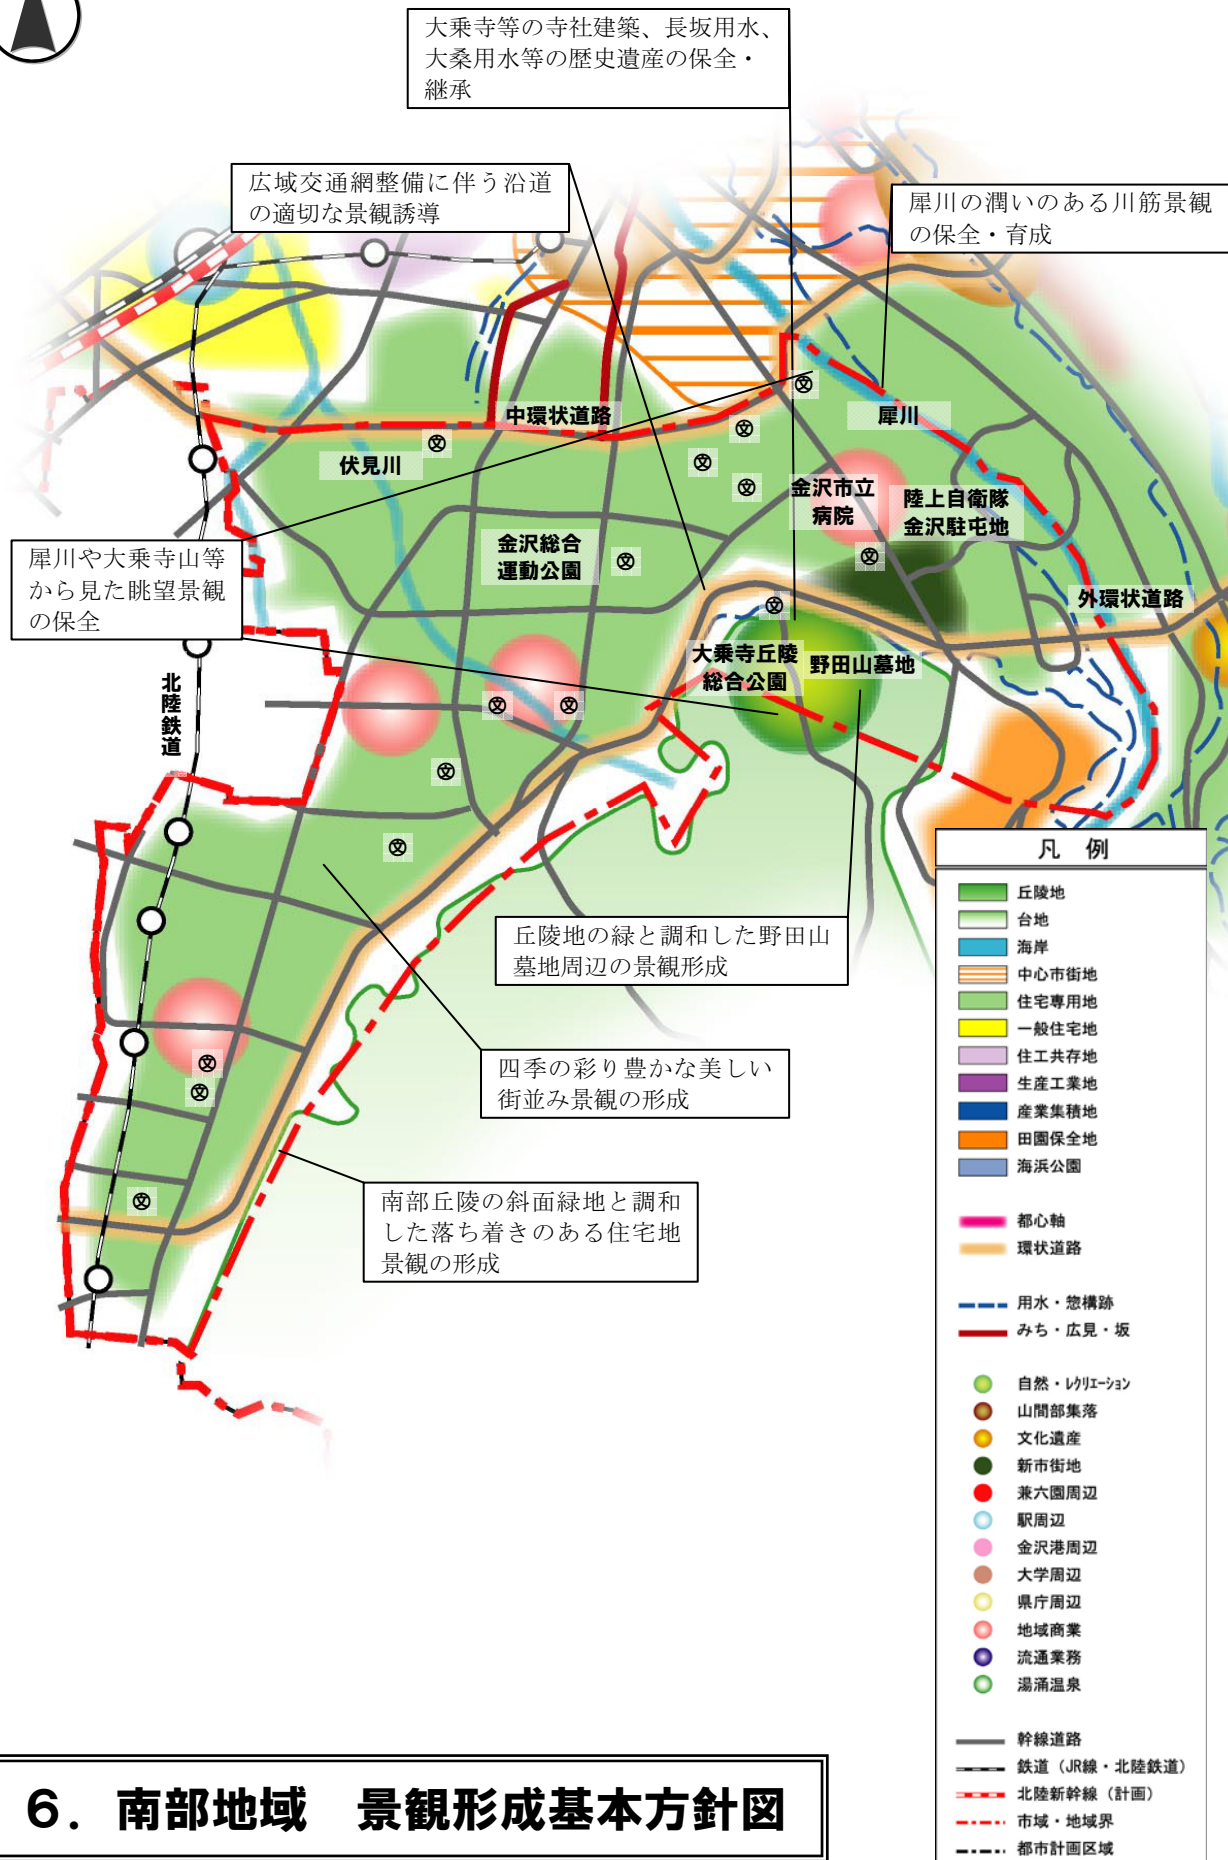 大乗寺等の寺社建築、長坂用水、
大桑用水等の歴史遺産の保全・
継承
広域交通網整備に伴う沿道
の適切な景観誘導
犀川の潤いのある川筋景観
の保全・育成
中環状道路
犀川
伏見川
金沢市立
病院
陸上自衛隊
金沢駐屯地
金沢総合
運動公園
犀川や大乗寺山等
から見た眺望景観
の保全
外環状道路
大乗寺丘陵
総合公園
野田山墓地
北陸鉄道
丘陵地の緑と調和した野田山
墓地周辺の景観形成
四季の彩り豊かな美しい
街並み景観の形成
南部丘陵の斜面緑地と調和
した落ち着きのある住宅地
景観の形成
凡 例
丘陵地
台地
海岸
中心市街地
住宅専用地
一般住宅地
住工共存地
生産工業地
産業集積地
田園保全地
海浜公園
都心軸
環状道路
用水・惣構跡
みち・広見・坂
自然・レクリエーション
山間部集落
文化遺産
新市街地
兼六園周辺
駅周辺
金沢港周辺
大学周辺
県庁周辺
地域商業
流通業務
湯涌温泉
幹線道路
鉄道（JR線・北陸鉄道）
北陸新幹線（計画）
市域・地域界
都市計画区域
６．南部地域　景観形成基本方針図